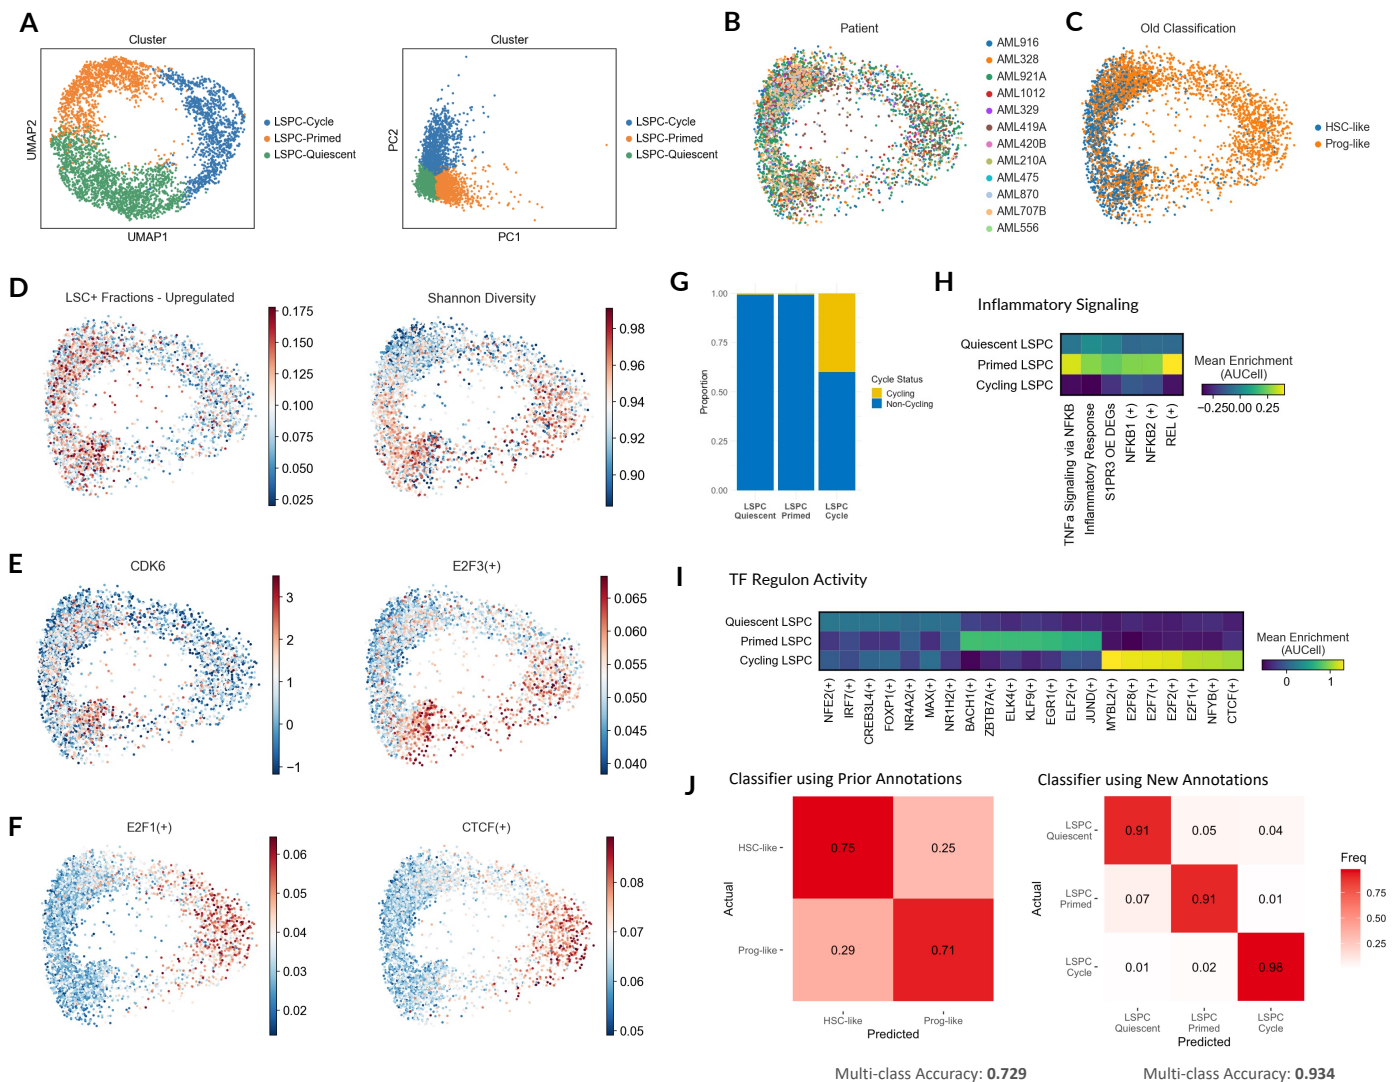 A
Cluster
UMAP2
UMAP1
LSPC-Cycle
LSPC-Primed
LSPC-Quiescent
Cluster
PC2
PC1
LSPC-Cycle
LSPC-Primed
LSPC-Quiescent
B
Patient
AML916
AML328
AML921A
AML1012
AML329
AML419A
AML420B
AML210A
AML475
AML870
AML707B
AML556
C
Old Classification
HSC-like
Prog-like
D
LSC+ Fractions - Upregulated
0.175
0.150
0.125
0.100
0.075
0.050
0.025
Shannon Diversity
0.98
0.96
0.94
0.92
0.90
E
CDK6
3
2
1
0
−1
E2F3(+)
0.065
0.060
0.055
0.050
0.045
0.040
F
E2F1(+)
0.06
0.05
0.04
0.03
0.02
CTCF(+)
0.08
0.07
0.06
0.05
G
1.00
0.75
0.50
0.25
0.00
Proportion
LSPC
Quiescent
LSPC
Primed
LSPC
Cycle
Cycle Status
Cycling
Non-Cycling
H
Inflammatory Signaling
Quiescent LSPC
Primed LSPC
Cycling LSPC
TNFa Signaling via NFKB
Inflammatory Response
S1PR3 OE DEGs
NFKB1 (+)
NFKB2 (+)
REL (+)
Mean Enrichment
(AUCell)
−0.25 0.00 0.25
I
TF Regulon Activity
Quiescent LSPC
Primed LSPC
Cycling LSPC
NFE2(+)
IRF7(+)
CREB3L4(+)
FOXP1(+)
NR4A2(+)
MAX(+)
NR1H2(+)
BACH1(+)
ZBTB7A(+)
ELK4(+)
KLF9(+)
EGR1(+)
ELF2(+)
JUND(+)
MYBL2(+)
E2F8(+)
E2F7(+)
E2F2(+)
E2F1(+)
NFYB(+)
CTCF(+)
Mean Enrichment
(AUCell)
0 1
J
Classifier using Prior Annotations
Actual
HSC-like
0.75 0.25
Prog-like
0.29 0.71
HSC-like Prog-like
Predicted
Multi-class Accuracy: 0.729
Classifier using New Annotations
Actual
LSPC
Quiescent
0.91 0.05 0.04
LSPC
Primed
0.07 0.91 0.01
LSPC
Cycle
0.01 0.02 0.98
LSPC
Quiescent
LSPC
Primed
LSPC
Cycle
Predicted
Freq
0.75
0.50
0.25
Multi-class Accuracy: 0.934